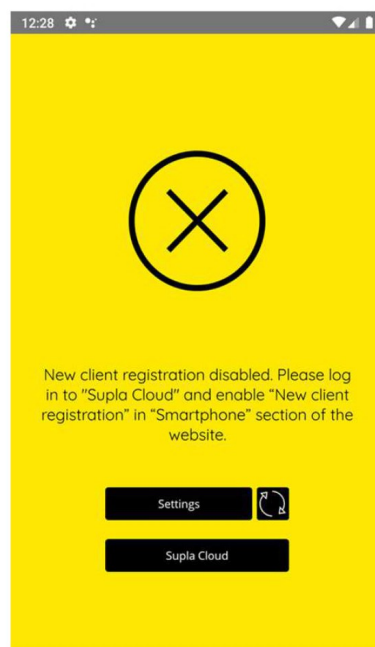 12:28
New client registration disabled. Please log
in to "Supla Cloud" and enable “New client
registration” in “Smartphone” section of the
website.
Settings
Supla Cloud